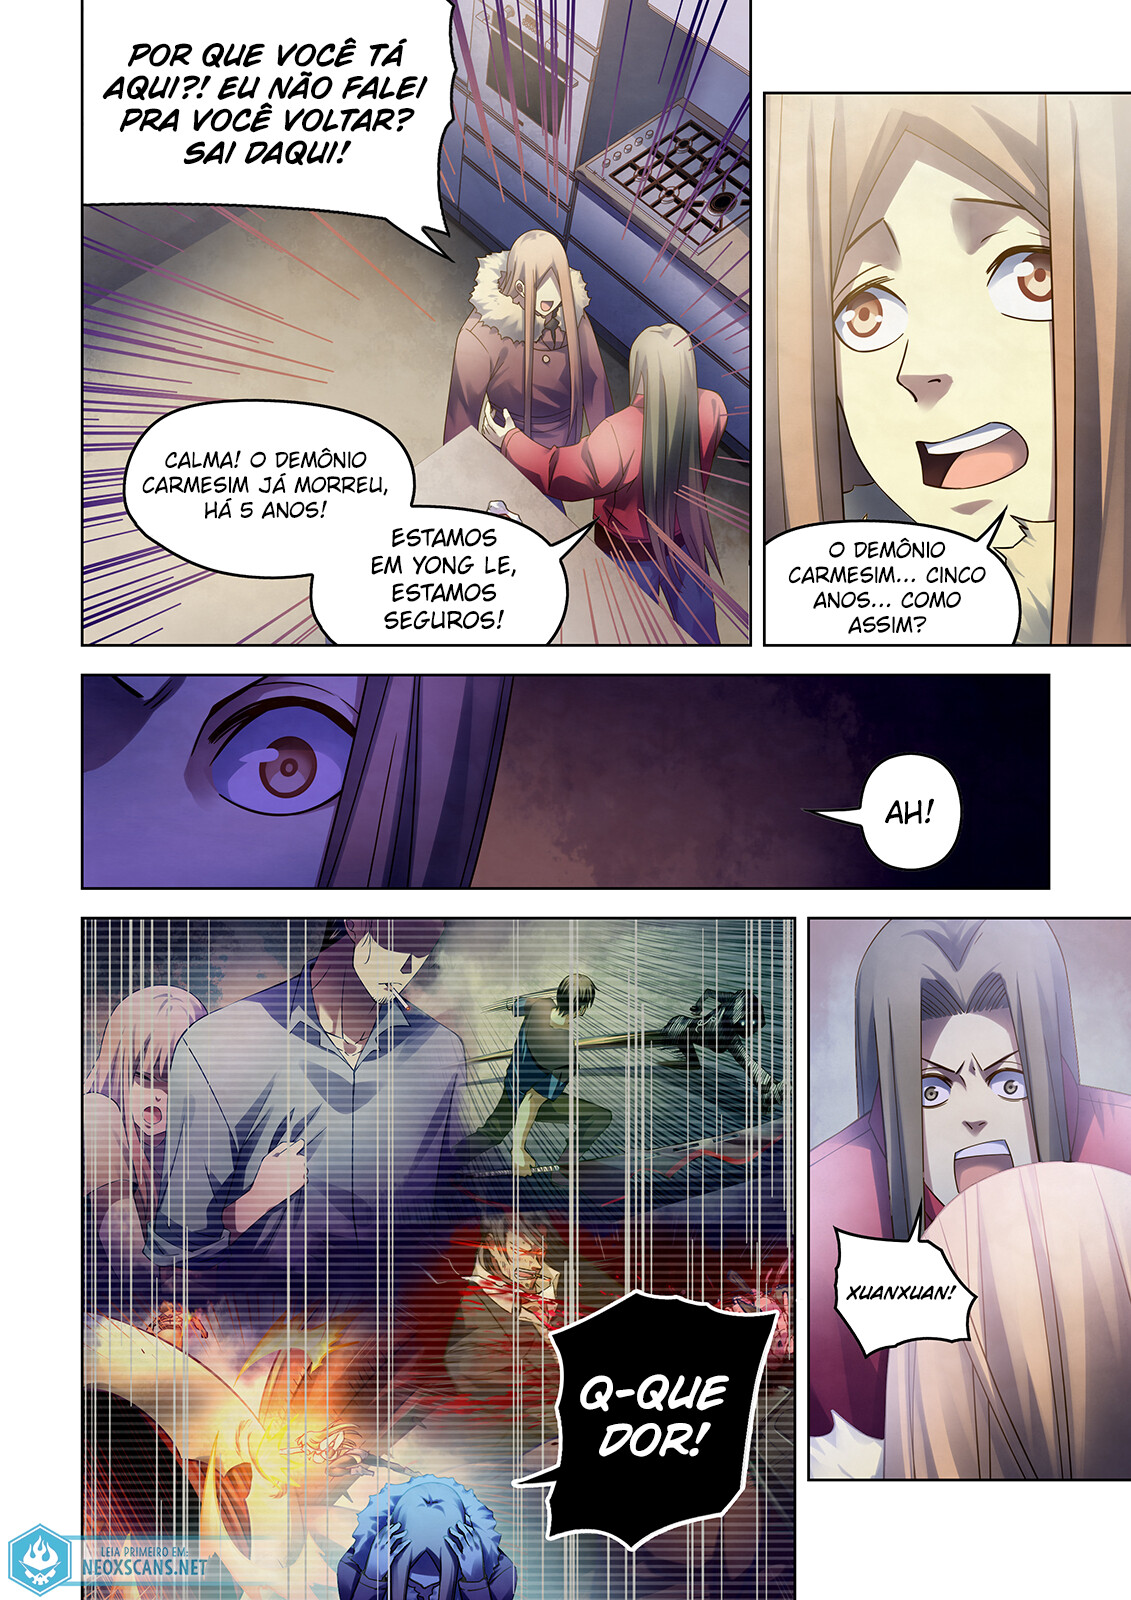 POR QUE VOCÊ TÁ
AQUI?! EU NÃO FALEI
PRA VOCÊ VOLTAR?
SAI DAQUI!
CALMA! O DEMÔNIO
CARMESIM JÁ MORREU,
HÁ 5 ANOS!
ESTAMOS
EM YONG LE,
ESTAMOS
SEGUROS!
O DEMÔNIO
CARMESIM... CINCO
ANOS... COMO
ASSIM?
AH!
Q-QUE
DOR!
XUANXUAN!
LEIA PRIMEIRO EM:
NEOXSCANS.NET